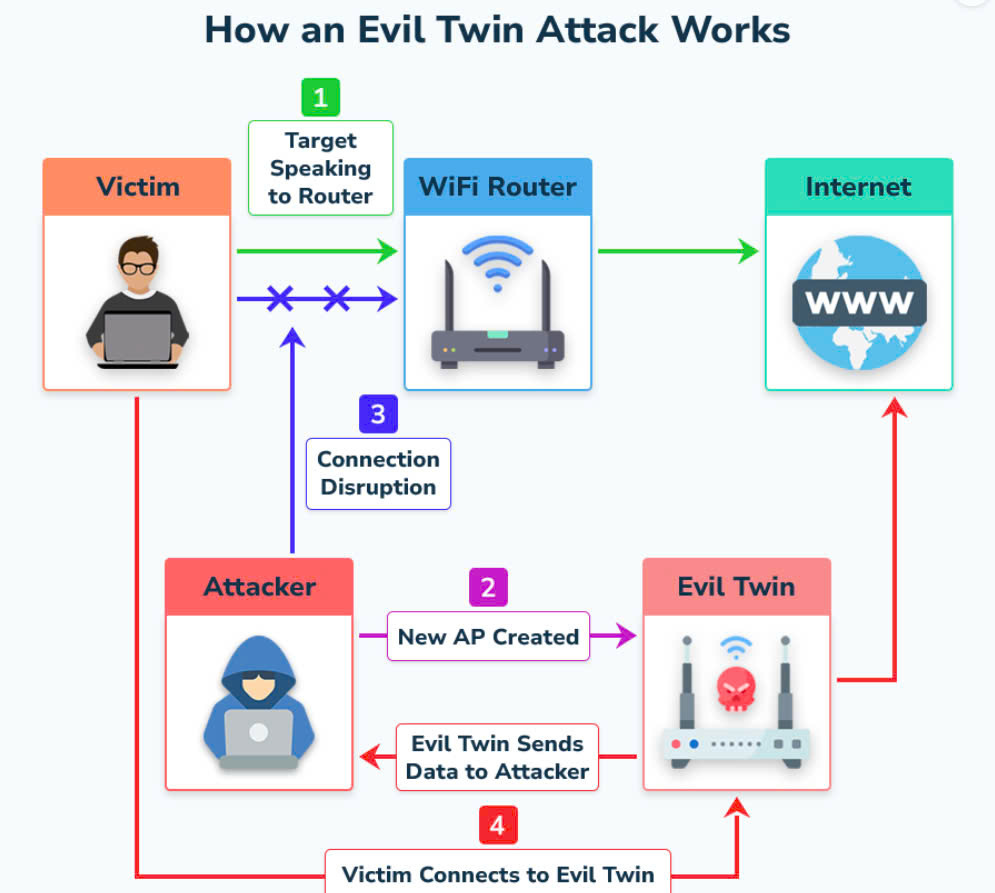 How an Evil Twin Attack Works
1
Target
Speaking
to Router
Victim
WiFi Router
Internet
WWW
3
Connection
Disruption
Attacker
2
New AP Created
Evil Twin
Evil Twin Sends
Data to Attacker
4
Victim Connects to Evil Twin